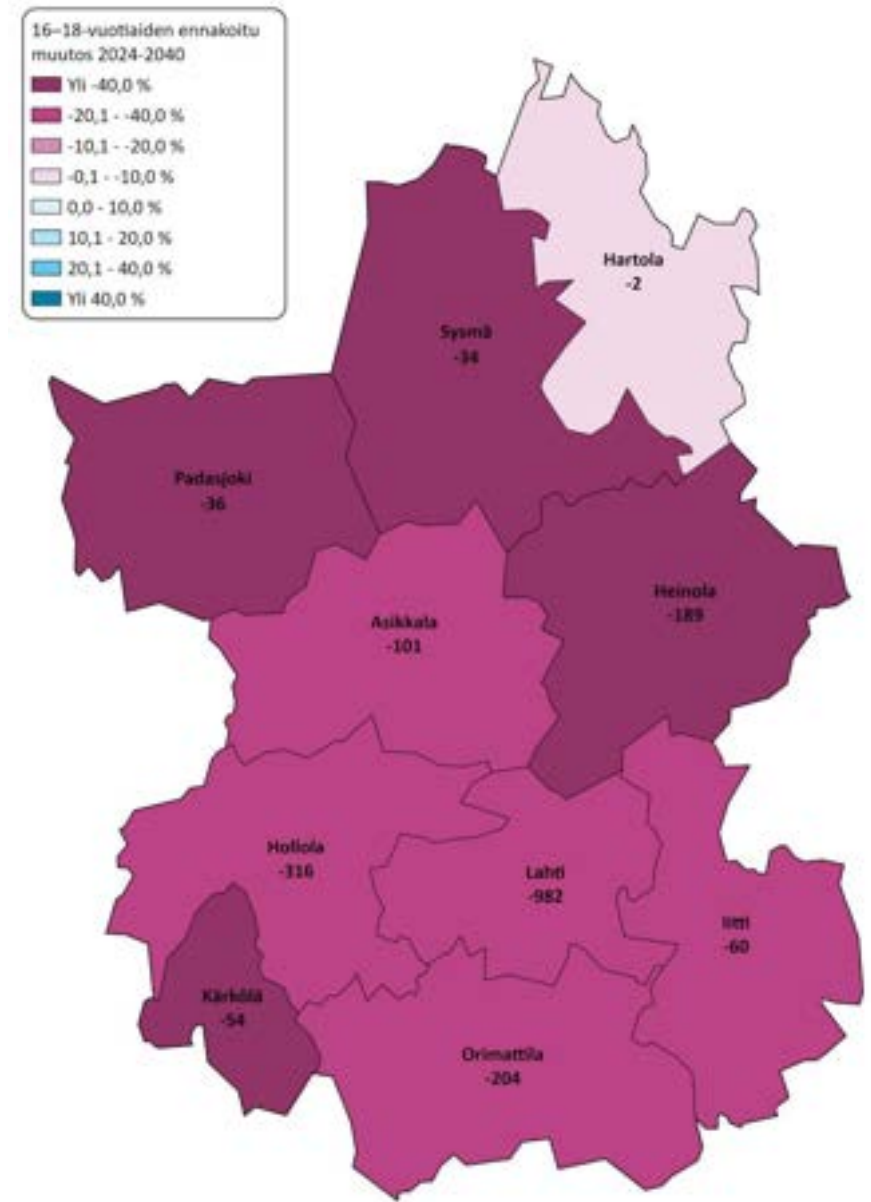 16–18-vuotiaiden ennakoitu
muutos 2024-2040
Yli -40,0 %
-20,1 - -40,0 %
-10,1 - -20,0 %
-0,1 - -10,0 %
0,0 - 10,0 %
10,1 - 20,0 %
20,1 - 40,0 %
Yli 40,0 %
Hartola
-2
Sysmä
-34
Padasjoki
-36
Heinola
-189
Asikkala
-101
Hollola
-316
Lahti
-982
Iitti
-60
Kärkölä
-54
Orimattila
-204